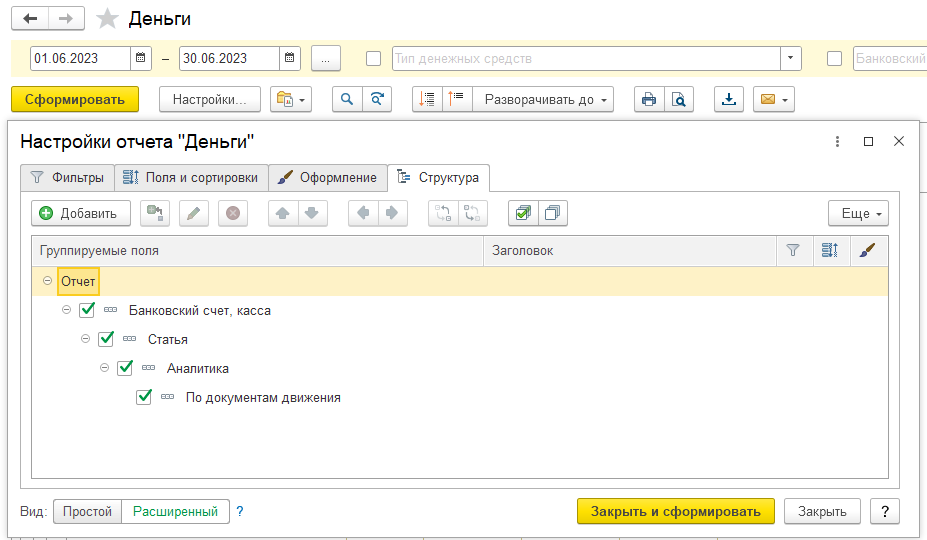 Деньги
01.06.2023 – 30.06.2023 ... Тип денежных средств Банковский
Сформировать Настройки... Разворачивать до
Настройки отчета "Деньги"
Фильтры Поля и сортировки Оформление Структура
Добавить Еще
Группируемые поля Заголовок
Отчет
Банковский счет, касса
Статья
Аналитика
По документам движения
Вид: Простой Расширенный ? Закрыть и сформировать Закрыть ?